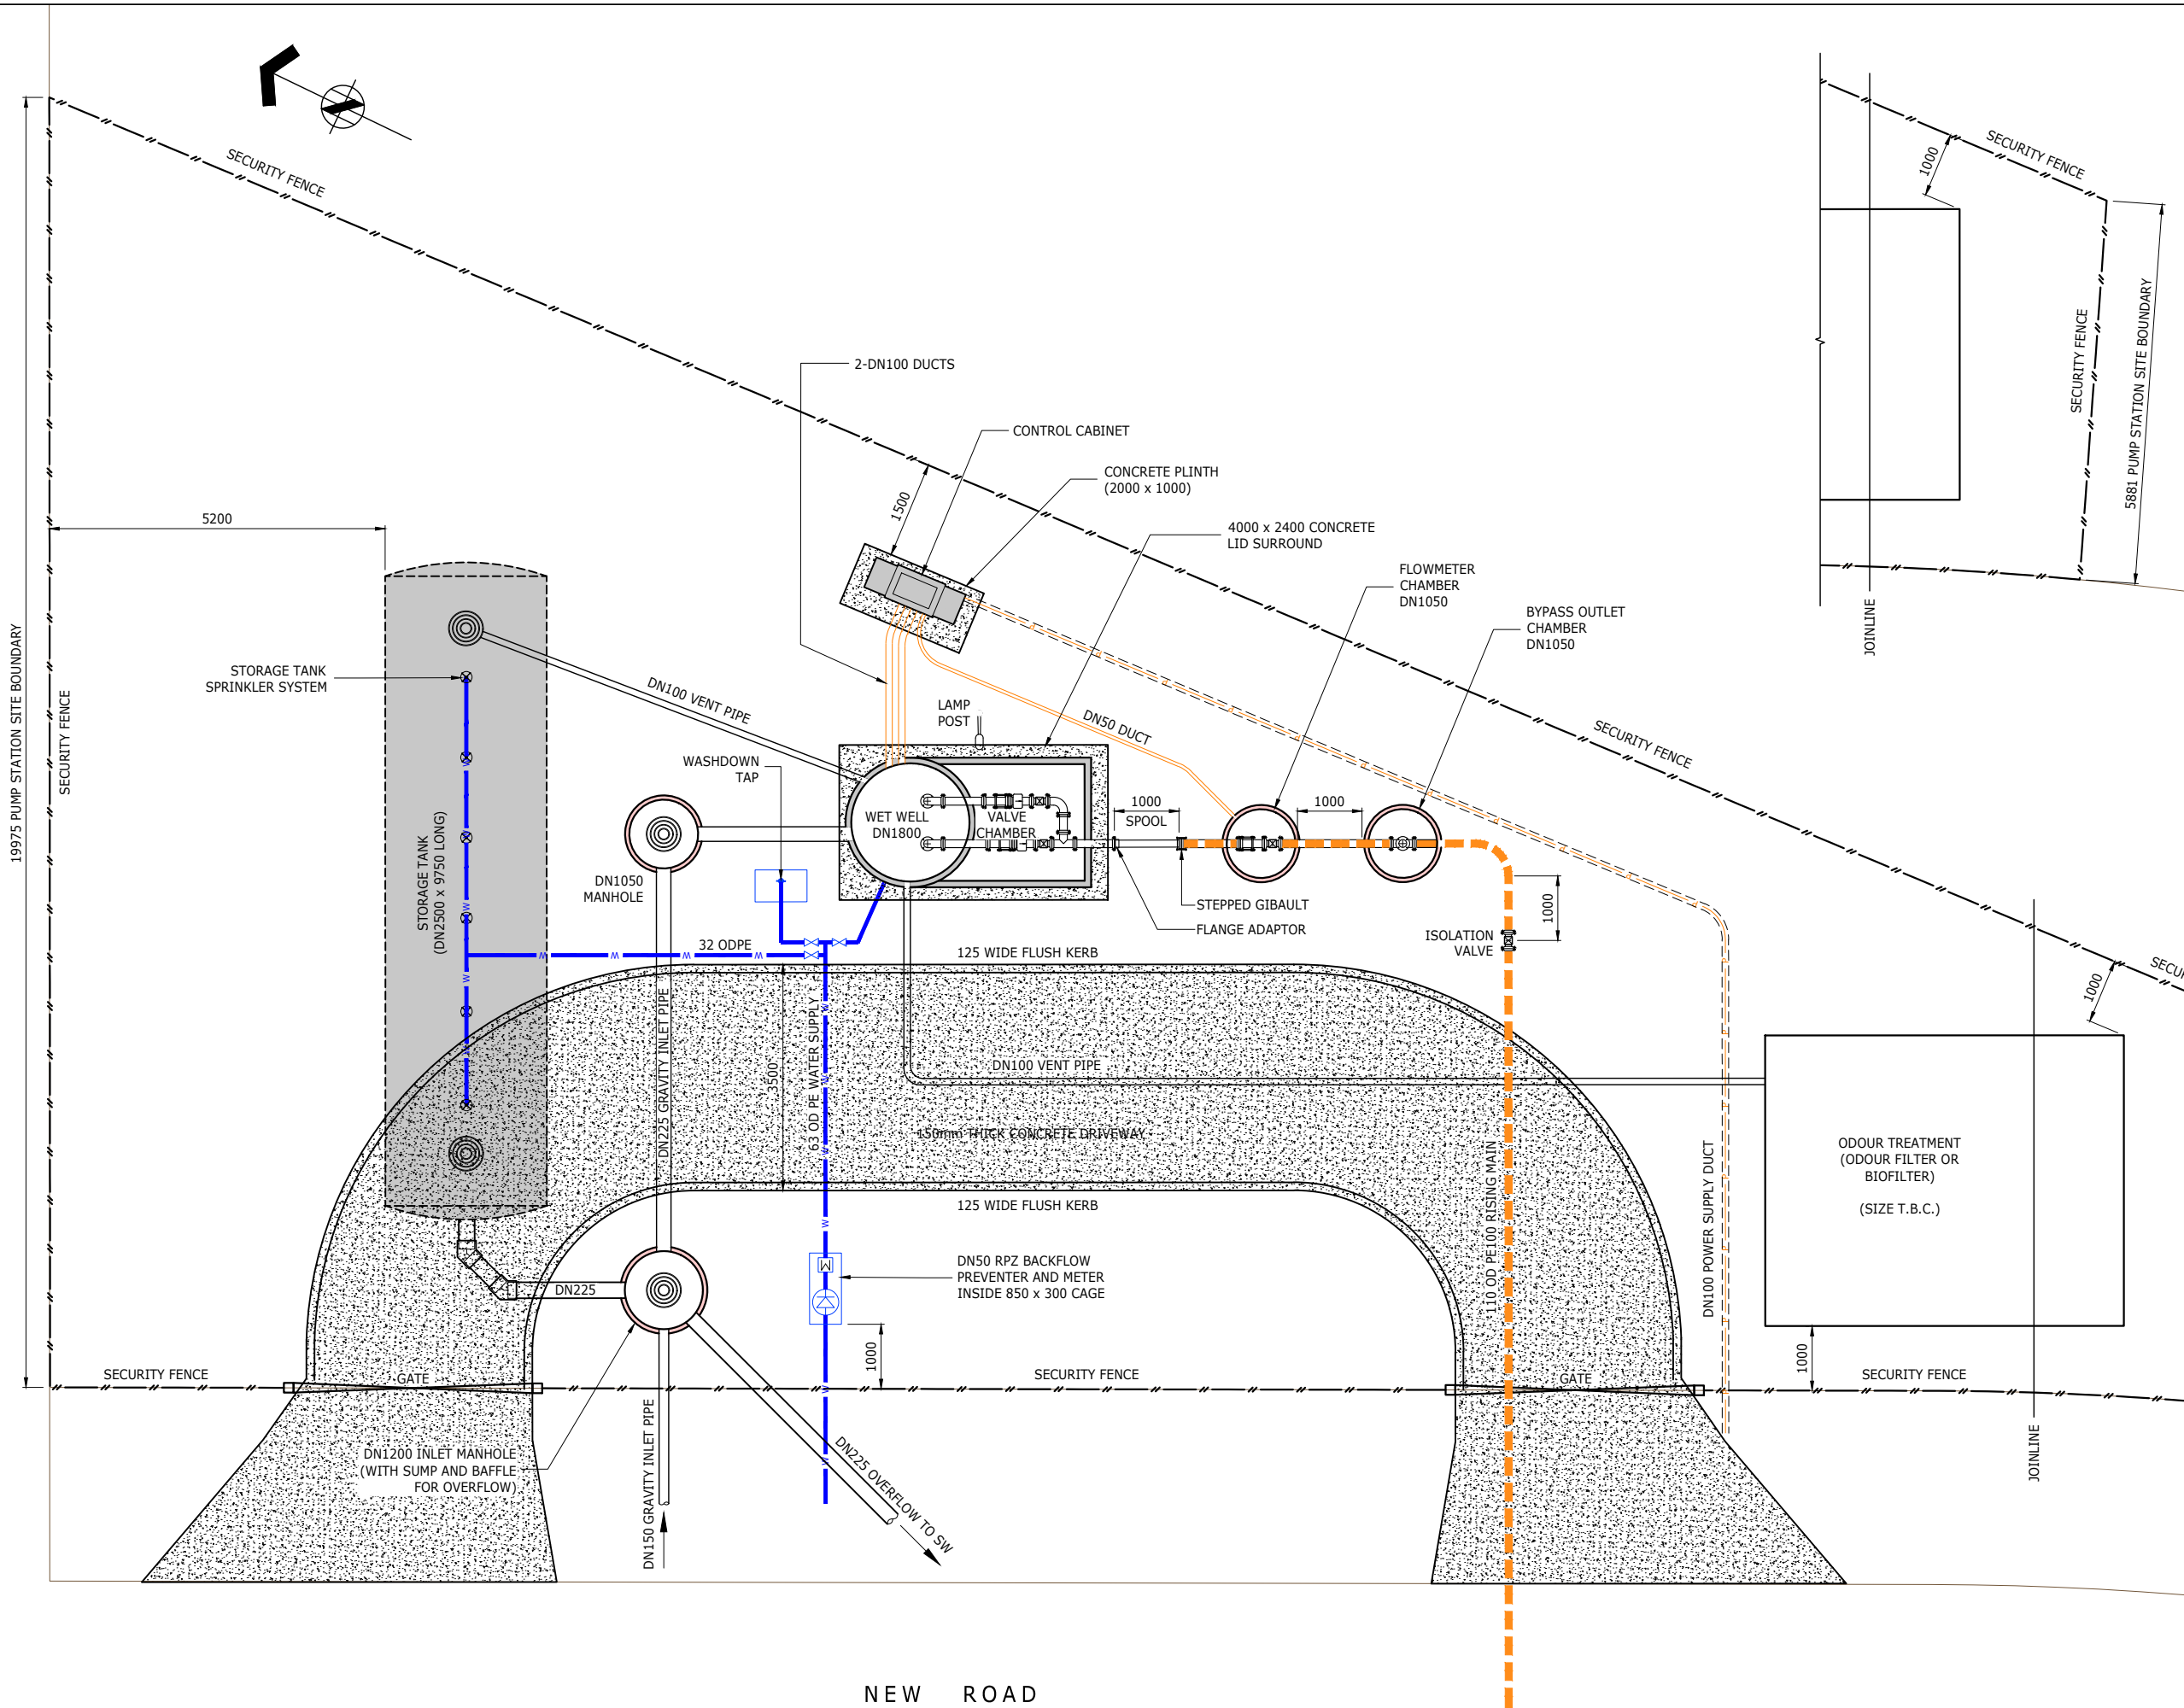 SECURITY FENCE
1000
SECURITY FENCE
SECURITY FENCE
5881 PUMP STATION SITE BOUNDARY
JOINLINE
2-DN100 DUCTS
CONTROL CABINET
CONCRETE PLINTH
(2000 x 1000)
1500
5200
4000 x 2400 CONCRETE
LID SURROUND
FLOWMETER
CHAMBER
DN1050
BYPASS OUTLET
CHAMBER
DN1050
19975 PUMP STATION SITE BOUNDARY
SECURITY FENCE
STORAGE TANK
SPRINKLER SYSTEM
DN100 VENT PIPE
LAMP
POST
DN50 DUCT
SECURITY FENCE
WASHDOWN
TAP
STORAGE TANK
(DN2500 x 9750 LONG)
WET WELL
DN1800
VALVE
CHAMBER
1000
SPOOL
1000
DN1050
MANHOLE
STEPPED GIBAULT
FLANGE ADAPTOR
1000
ISOLATION
VALVE
32 ODPE
W
W
W
W
W
W
W
125 WIDE FLUSH KERB
SECU
1000
DN225 GRAVITY INLET PIPE
3500
63 OD PE WATER SUPPLY
DN100 VENT PIPE
150mm THICK CONCRETE DRIVEWAY
110 OD PE100 RISING MAIN
DN100 POWER SUPPLY DUCT
ODOUR TREATMENT
(ODOUR FILTER OR
BIOFILTER)
(SIZE T.B.C.)
125 WIDE FLUSH KERB
W
DN50 RPZ BACKFLOW
PREVENTER AND METER
INSIDE 850 x 300 CAGE
M
DN225
1000
1000
SECURITY FENCE
GATE
SECURITY FENCE
GATE
SECURITY FENCE
W
DN1200 INLET MANHOLE
(WITH SUMP AND BAFFLE
FOR OVERFLOW)
DN150 GRAVITY INLET PIPE
W
DN225 OVERFLOW TO SW
JOINLINE
NEW ROAD